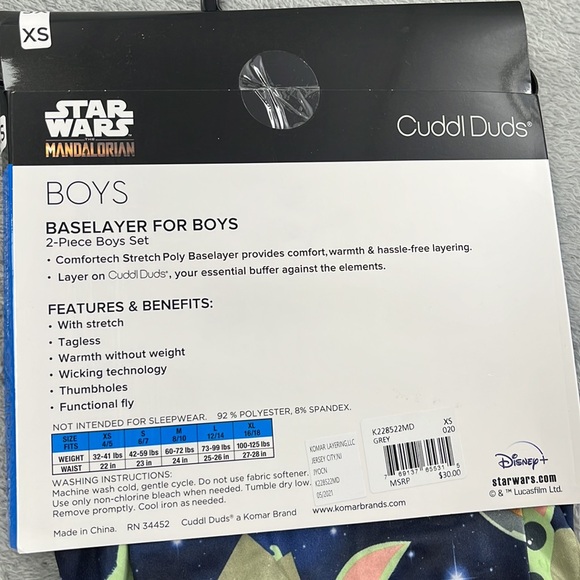 XS
STAR
WARS
THE
MANDALORIAN
Cuddl Duds®
BOYS
BASELAYER FOR BOYS
2-Piece Boys Set
• Comfortech Stretch Poly Baselayer provides comfort, warmth & hassle-free layering.
• Layer on Cuddl Duds®, your essential buffer against the elements.
FEATURES & BENEFITS:
• With stretch
• Tagless
• Warmth without weight
• Wicking technology
• Thumbholes
• Functional fly
NOT INTENDED FOR SLEEPWEAR. 92 % POLYESTER, 8% SPANDEX.
SIZE XS S M L XL
FITS 4/5 6/7 8/10 12/14 16/18
WEIGHT 32-41 lbs 42-59 lbs 60-72 lbs 73-99 lbs 100-125 lbs
WAIST 22 in 23 in 24 in 25-26 in 27-28 in
WASHING INSTRUCTIONS:
Machine wash cold, gentle cycle. Do not use fabric softener.
Use only non-chlorine bleach when needed. Tumble dry low.
Remove promptly. Cool iron as needed.
Made in China. RN 34452 Cuddl Duds® a Komar Brand
www.komarbrands.com
KOMAR LAYERING,LLC
JERSEY CITY,NJ
JYDCN
K228522MD
05/2021
K228522MD XS
GREY 020
7 69137 65531 5
MSRP $30.00
Disney+
starwars.com
© & ™ Lucasfilm Ltd.